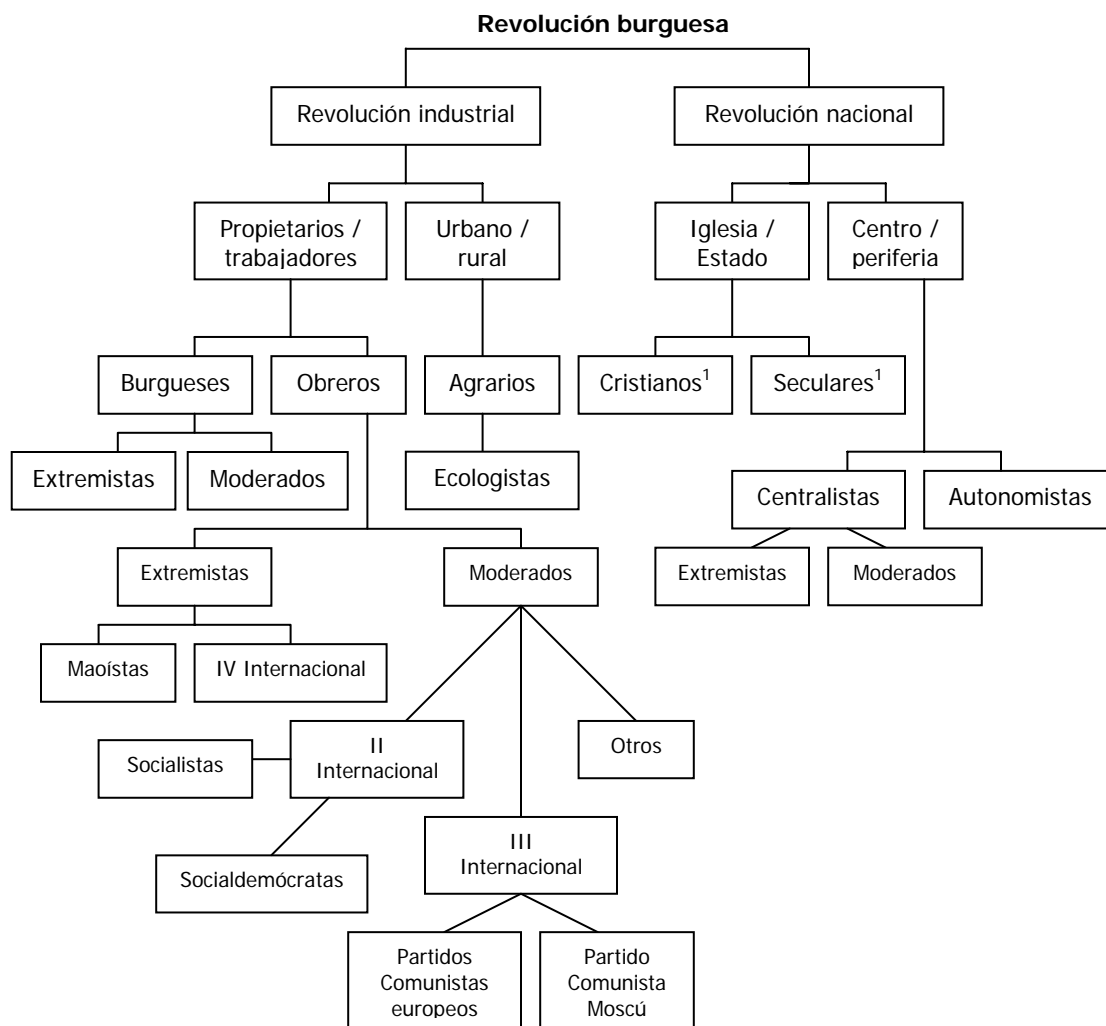 Revolución burguesa
Revolución industrial
Revolución nacional
Propietarios /
trabajadores
Urbano /
rural
Iglesia /
Estado
Centro /
periferia
Burgueses
Obreros
Agrarios
Cristianos¹
Seculares¹
Extremistas
Moderados
Ecologistas
Centralistas
Autonomistas
Extremistas
Moderados
Extremistas
Moderados
Maoístas
IV Internacional
Socialistas
II
Internacional
Otros
Socialdemócratas
III
Internacional
Partidos
Comunistas
europeos
Partido
Comunista
Moscú